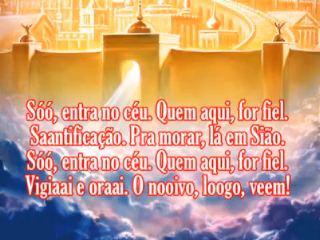 Sóó, entra no céu. Quem aqui, for fiel.
Saantificação. Pra morar, lá em Sião.
Sóó, entra no céu. Quem aqui, for fiel.
Vigiaai e oraai. O nooivo, loogo, veem!